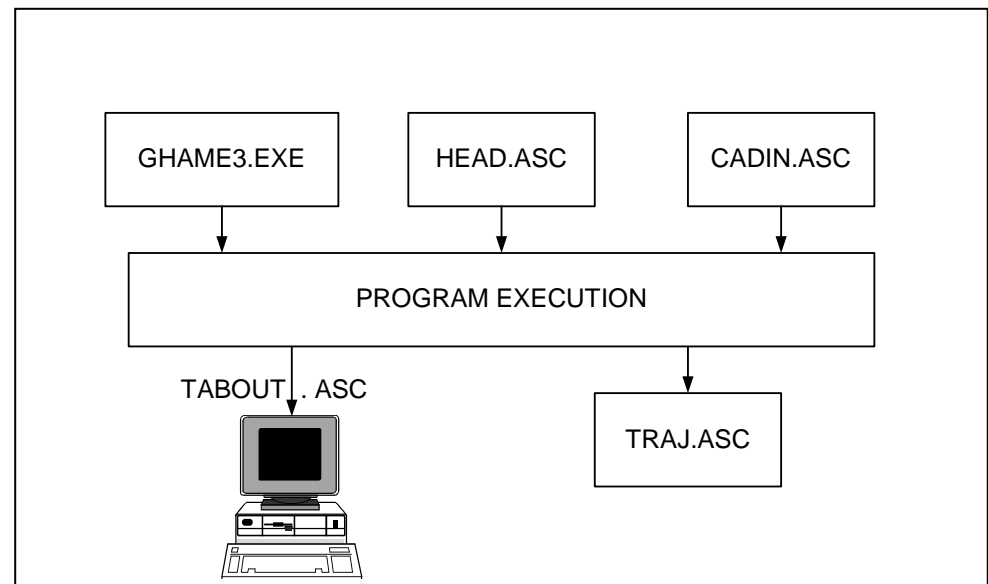 GHAME3.EXE
HEAD.ASC
CADIN.ASC
PROGRAM EXECUTION
TABOUT . ASC
TRAJ.ASC